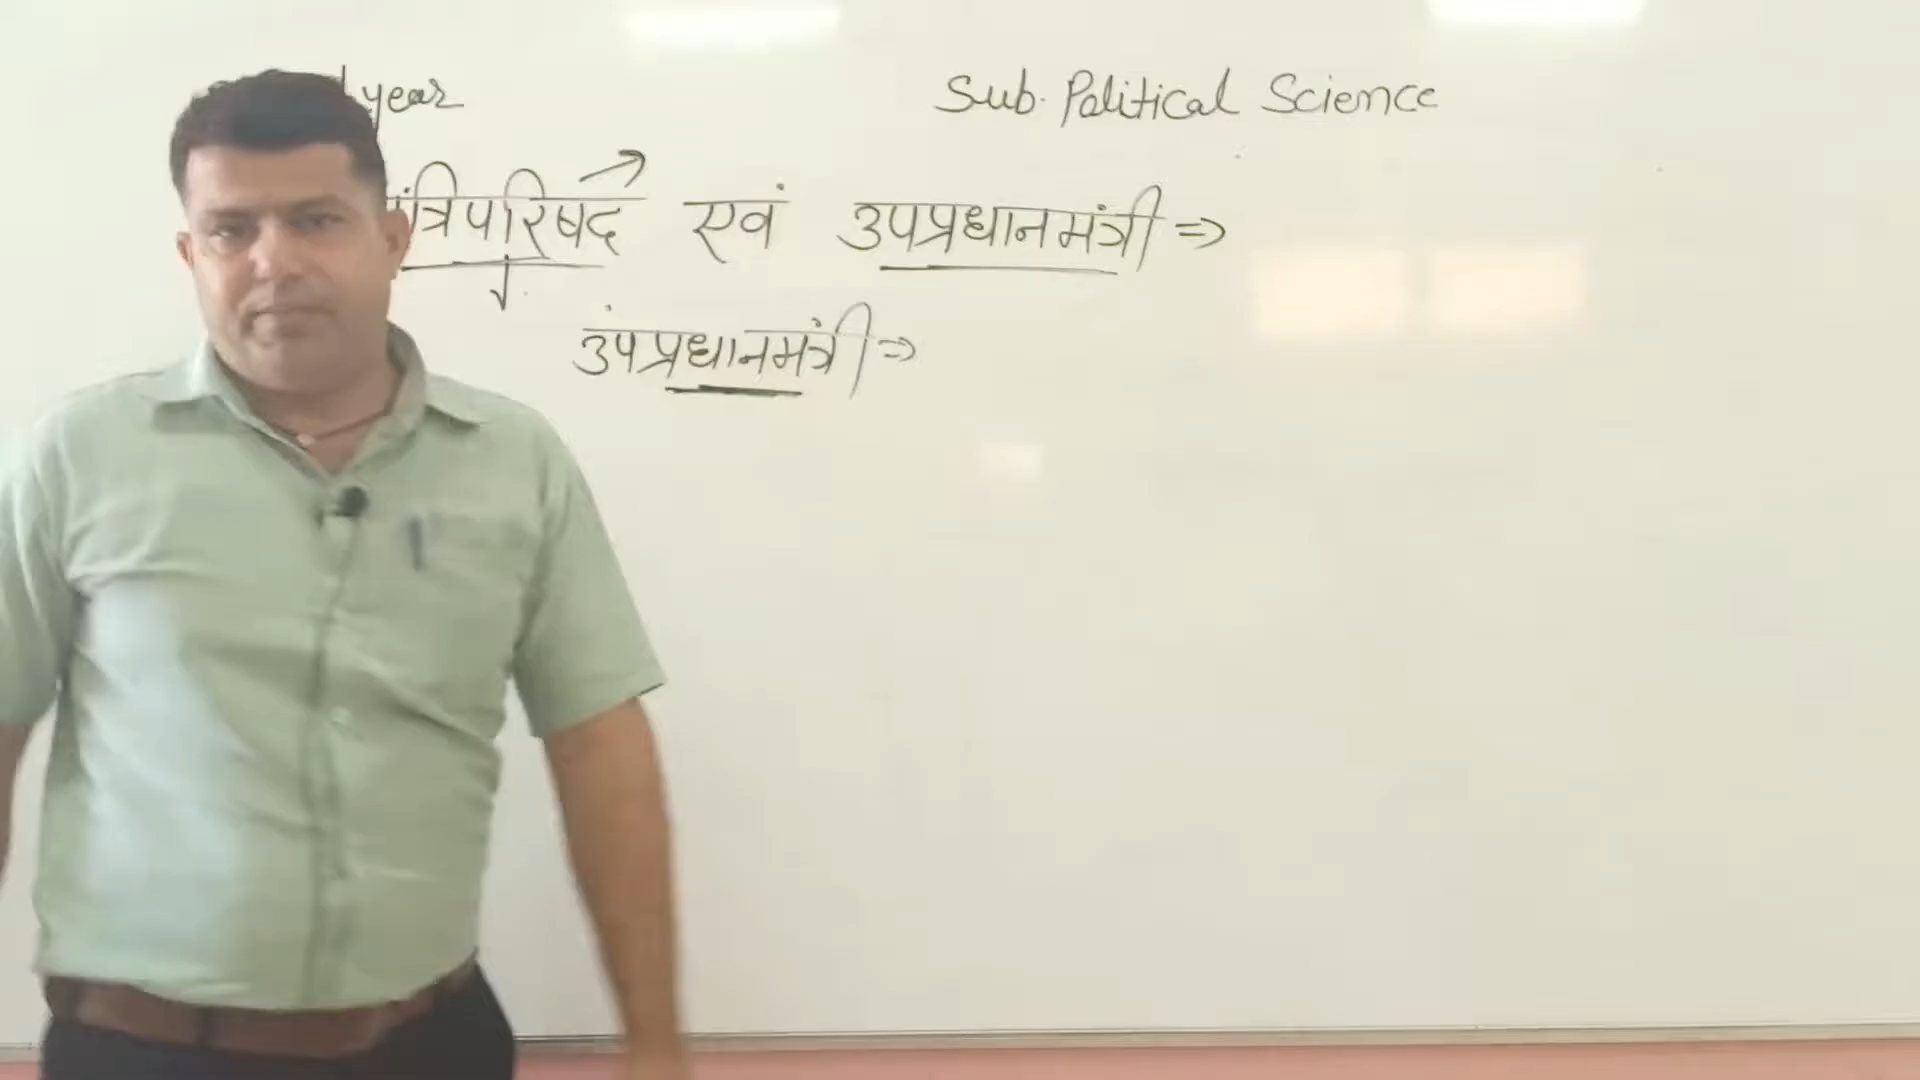 year Sub. Political Science
मंत्रिपरिषद एवं उपप्रधानमंत्री ⇒
उपप्रधानमंत्री ⇒